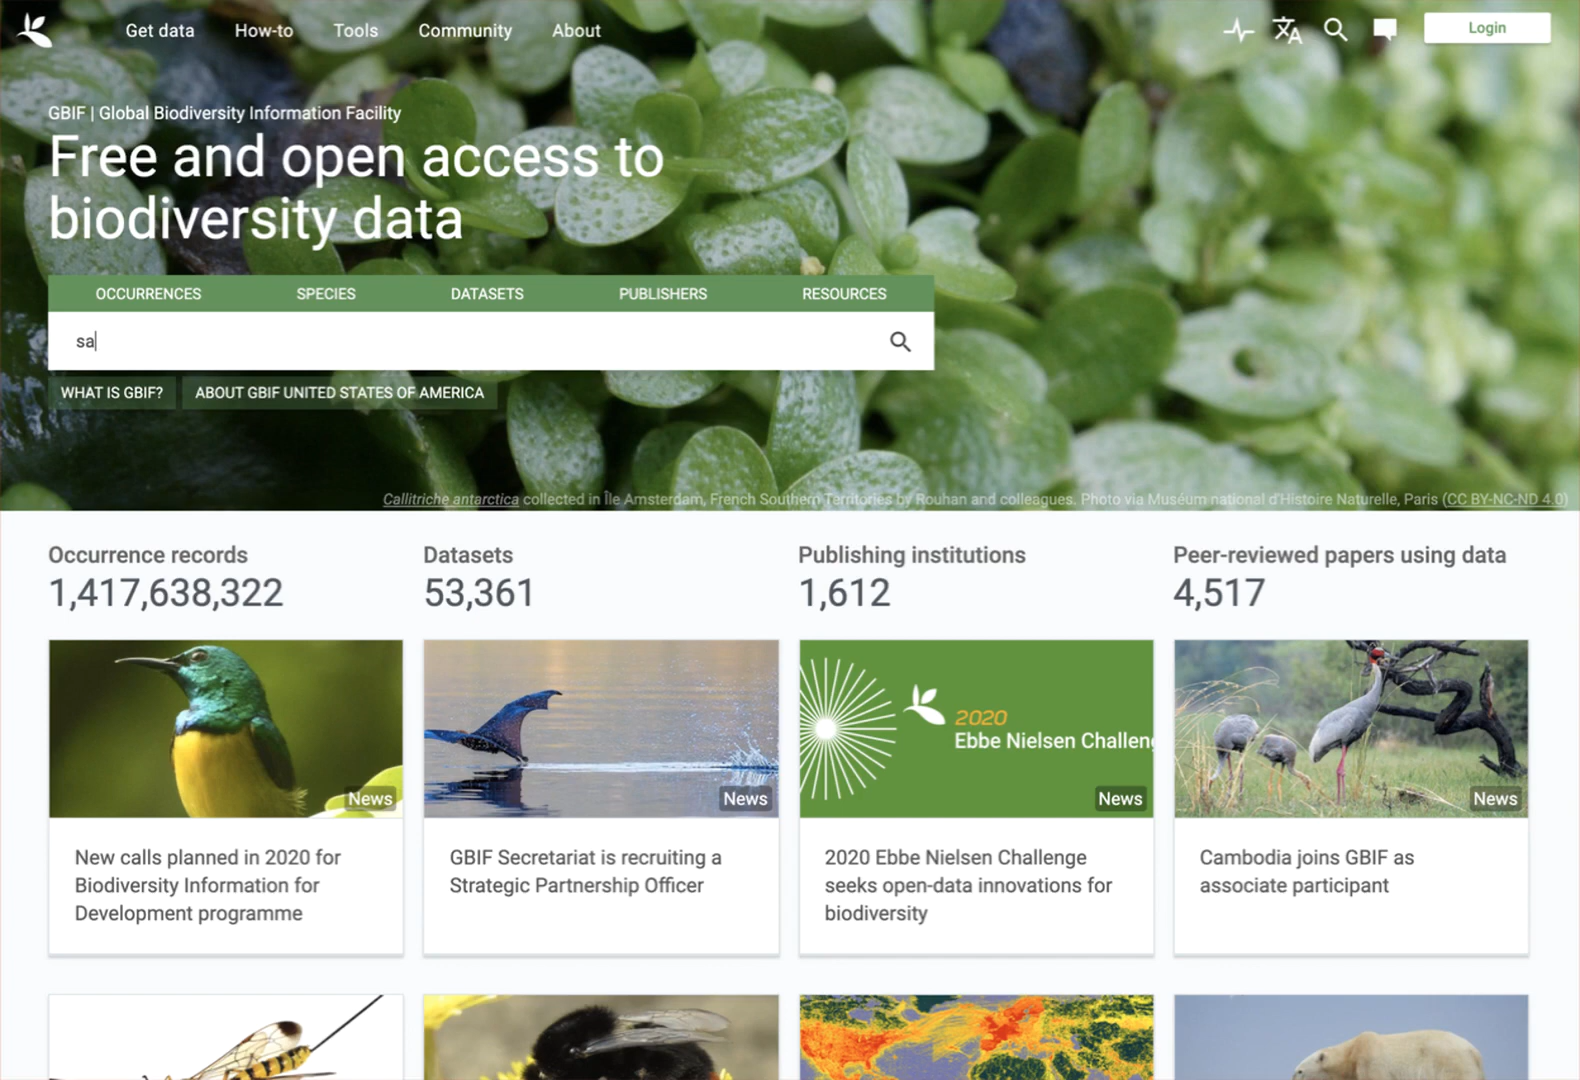 Get data How-to Tools Community About
Login
GBIF | Global Biodiversity Information Facility
Free and open access to
biodiversity data
OCCURRENCES SPECIES DATASETS PUBLISHERS RESOURCES
sa
WHAT IS GBIF? ABOUT GBIF UNITED STATES OF AMERICA
Callitriche antarctica collected in Île Amsterdam, French Southern Territories by Rouhan and colleagues. Photo via Muséum national d'Histoire Naturelle, Paris (CC BY-NC-ND 4.0)
Occurrence records
1,417,638,322
Datasets
53,361
Publishing institutions
1,612
Peer-reviewed papers using data
4,517
News
New calls planned in 2020 for
Biodiversity Information for
Development programme
News
GBIF Secretariat is recruiting a
Strategic Partnership Officer
2020
Ebbe Nielsen Challen
News
2020 Ebbe Nielsen Challenge
seeks open-data innovations for
biodiversity
News
Cambodia joins GBIF as
associate participant